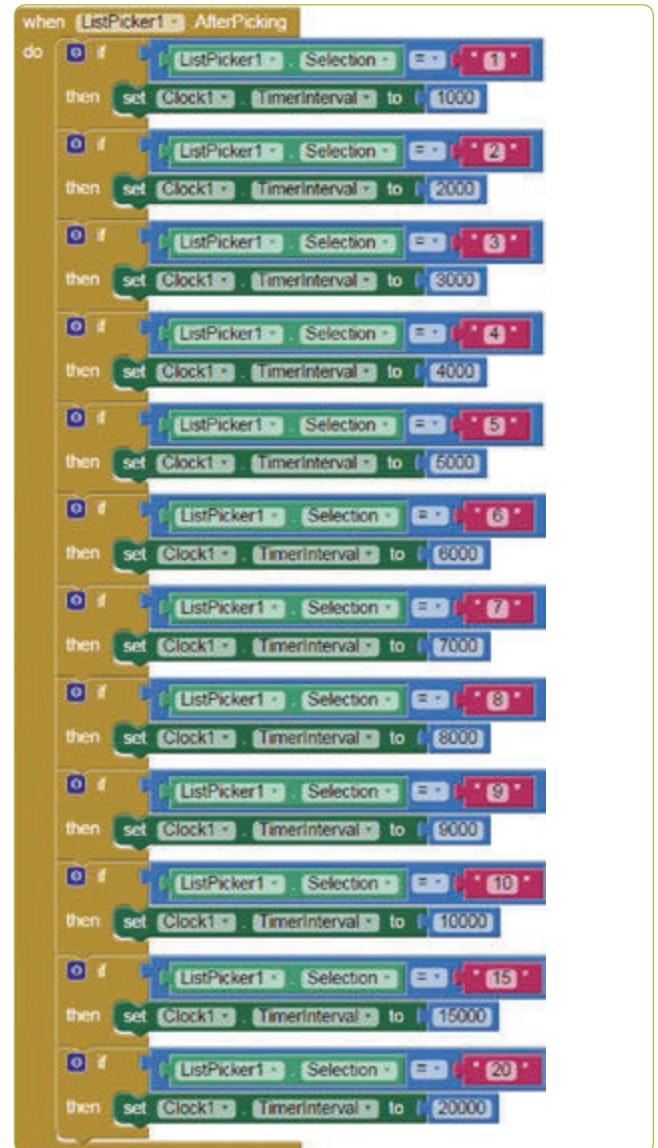 when ListPicker1 .AfterPicking
do if ListPicker1 . Selection = " 1 "
then set Clock1 . TimerInterval to 1000
if ListPicker1 . Selection = " 2 "
then set Clock1 . TimerInterval to 2000
if ListPicker1 . Selection = " 3 "
then set Clock1 . TimerInterval to 3000
if ListPicker1 . Selection = " 4 "
then set Clock1 . TimerInterval to 4000
if ListPicker1 . Selection = " 5 "
then set Clock1 . TimerInterval to 5000
if ListPicker1 . Selection = " 6 "
then set Clock1 . TimerInterval to 6000
if ListPicker1 . Selection = " 7 "
then set Clock1 . TimerInterval to 7000
if ListPicker1 . Selection = " 8 "
then set Clock1 . TimerInterval to 8000
if ListPicker1 . Selection = " 9 "
then set Clock1 . TimerInterval to 9000
if ListPicker1 . Selection = " 10 "
then set Clock1 . TimerInterval to 10000
if ListPicker1 . Selection = " 15 "
then set Clock1 . TimerInterval to 15000
if ListPicker1 . Selection = " 20 "
then set Clock1 . TimerInterval to 20000